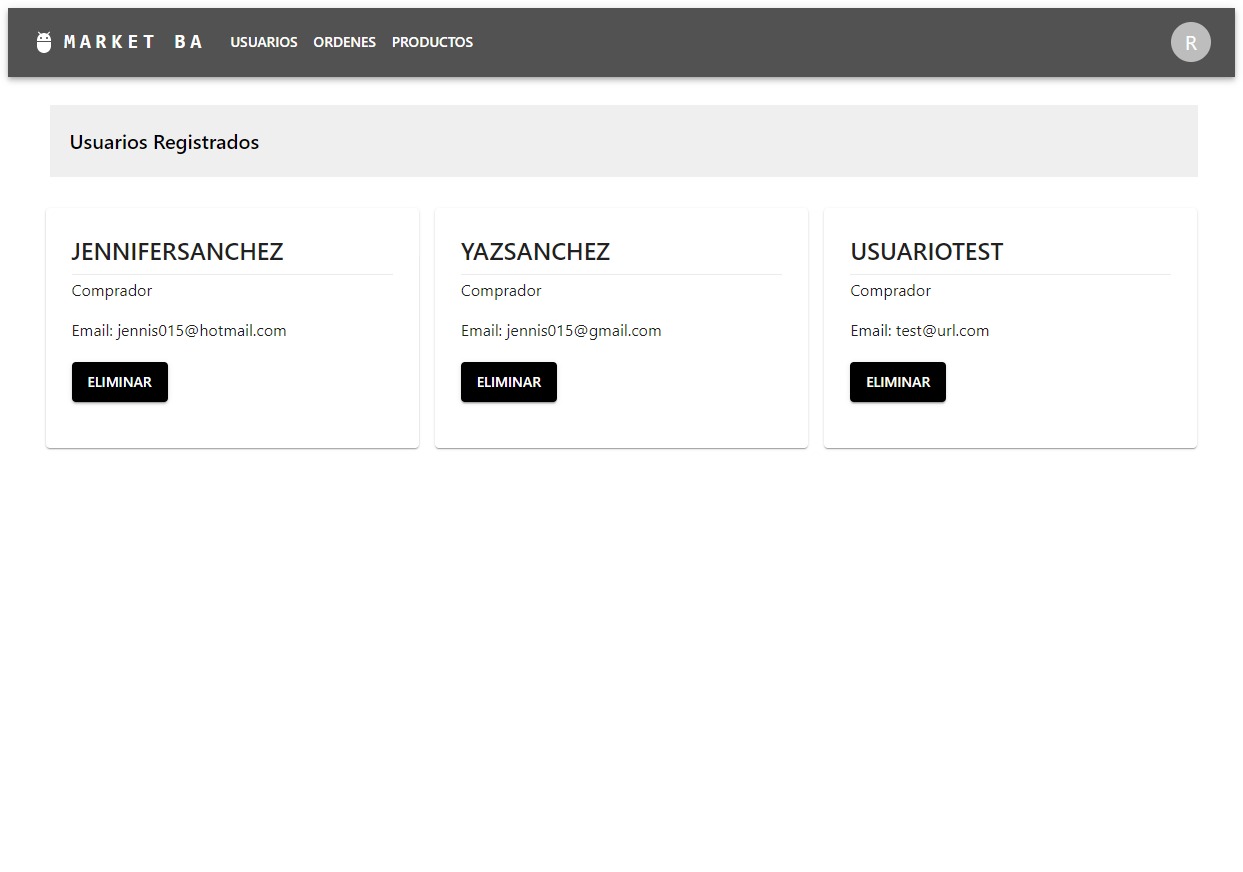 MARKET BA USUARIOS ORDENES PRODUCTOS R
Usuarios Registrados
JENNIFERSANCHEZ
Comprador
Email: jennis015@hotmail.com
ELIMINAR
YAZSANCHEZ
Comprador
Email: jennis015@gmail.com
ELIMINAR
USUARIOTEST
Comprador
Email: test@url.com
ELIMINAR